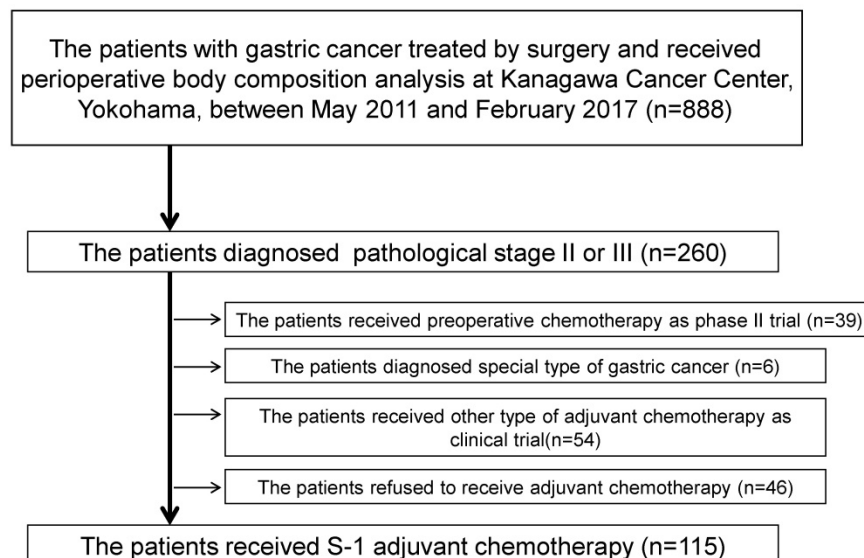 The patients with gastric cancer treated by surgery and received
perioperative body composition analysis at Kanagawa Cancer Center,
Yokohama, between May 2011 and February 2017 (n=888)
The patients diagnosed pathological stage II or III (n=260)
The patients received preoperative chemotherapy as phase II trial (n=39)
The patients diagnosed special type of gastric cancer (n=6)
The patients received other type of adjuvant chemotherapy as
clinical trial(n=54)
The patients refused to receive adjuvant chemotherapy (n=46)
The patients received S-1 adjuvant chemotherapy (n=115)